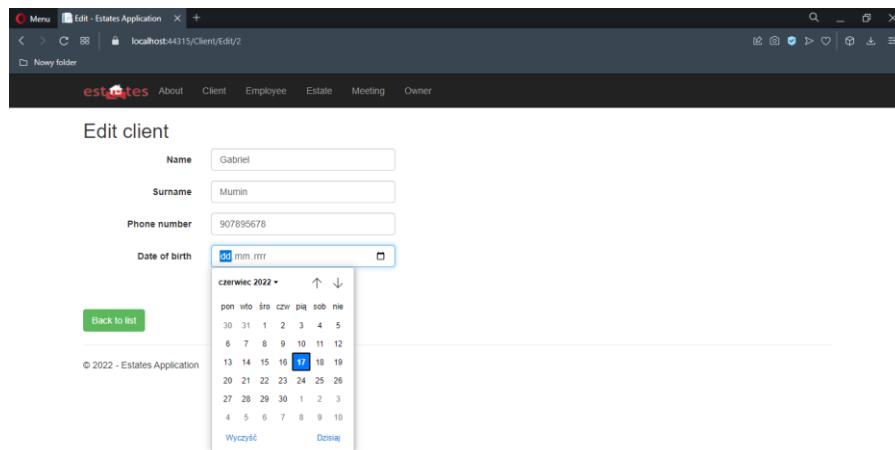 Menu Edit - Estates Application
localhost:44315/Client/Edit/2
Nowy folder
estates About Client Employee Estate Meeting Owner
Edit client
Name Gabriel
Surname Mumin
Phone number 907895678
Date of birth dd.mm.rrrr
czerwiec 2022
pon wto śro czw pią sob nie
30 31 1 2 3 4 5
6 7 8 9 10 11 12
13 14 15 16 17 18 19
20 21 22 23 24 25 26
27 28 29 30 1 2 3
4 5 6 7 8 9 10
Wyczyść Dzisiaj
Back to list
© 2022 - Estates Application